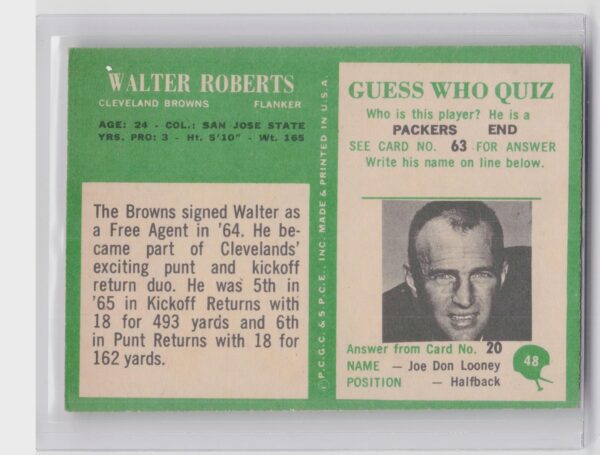 WALTER ROBERTS
CLEVELAND BROWNS FLANKER
AGE: 24 - COL.: SAN JOSE STATE
YRS. PRO: 3 - Ht. 5'10" - Wt. 165
The Browns signed Walter as
a Free Agent in '64. He be-
came part of Clevelands'
exciting punt and kickoff
return duo. He was 5th in
'65 in Kickoff Returns with
18 for 493 yards and 6th
in Punt Returns with 18 for
162 yards.
©P.C.G.C. & S.P.C.E., INC. MADE & PRINTED IN U.S.A.
GUESS WHO QUIZ
Who is this player? He is a
PACKERS END
SEE CARD NO. 63 FOR ANSWER
Write his name on line below.
Answer from Card No. 20
NAME — Joe Don Looney
POSITION — Halfback
48